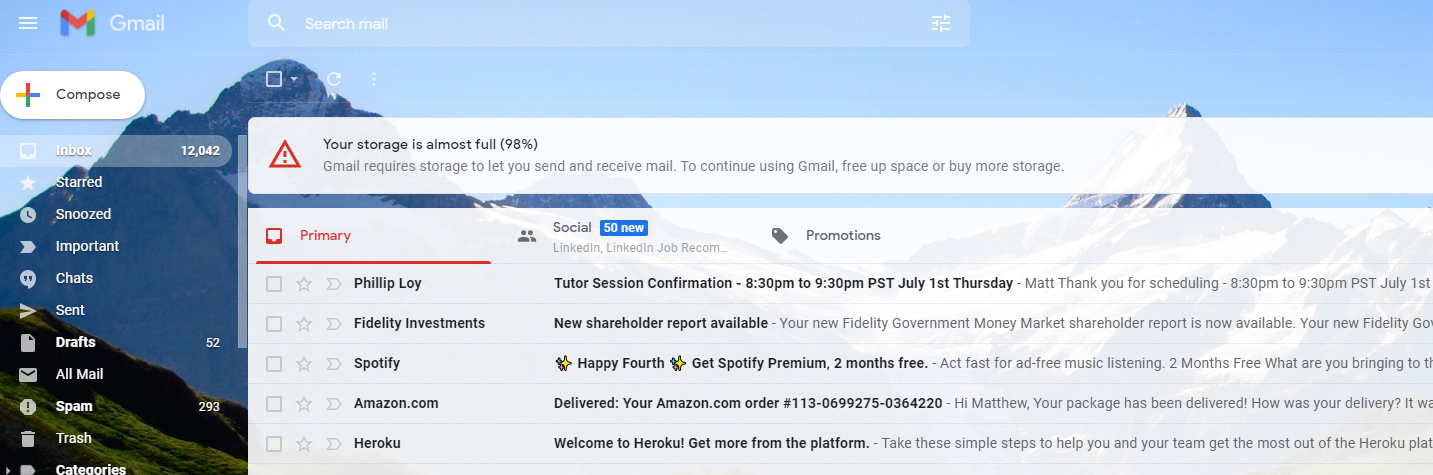 Gmail
Search mail
Compose
Inbox 12,042
Starred
Snoozed
Important
Chats
Sent
Drafts 52
All Mail
Spam 293
Trash
Categories
Your storage is almost full (98%)
Gmail requires storage to let you send and receive mail. To continue using Gmail, free up space or buy more storage.
Primary
Social 50 new
LinkedIn, LinkedIn Job Recom...
Promotions
Phillip Loy Tutor Session Confirmation - 8:30pm to 9:30pm PST July 1st Thursday - Matt Thank you for scheduling - 8:30pm to 9:30pm PST July 1st
Fidelity Investments New shareholder report available - Your new Fidelity Government Money Market shareholder report is now available. Your new Fidelity Go
Spotify ✨ Happy Fourth ✨ Get Spotify Premium, 2 months free. - Act fast for ad-free music listening. 2 Months Free What are you bringing to th
Amazon.com Delivered: Your Amazon.com order #113-0699275-0364220 - Hi Matthew, Your package has been delivered! How was your delivery? It wa
Heroku Welcome to Heroku! Get more from the platform. - Take these simple steps to help you and your team get the most out of the Heroku plat